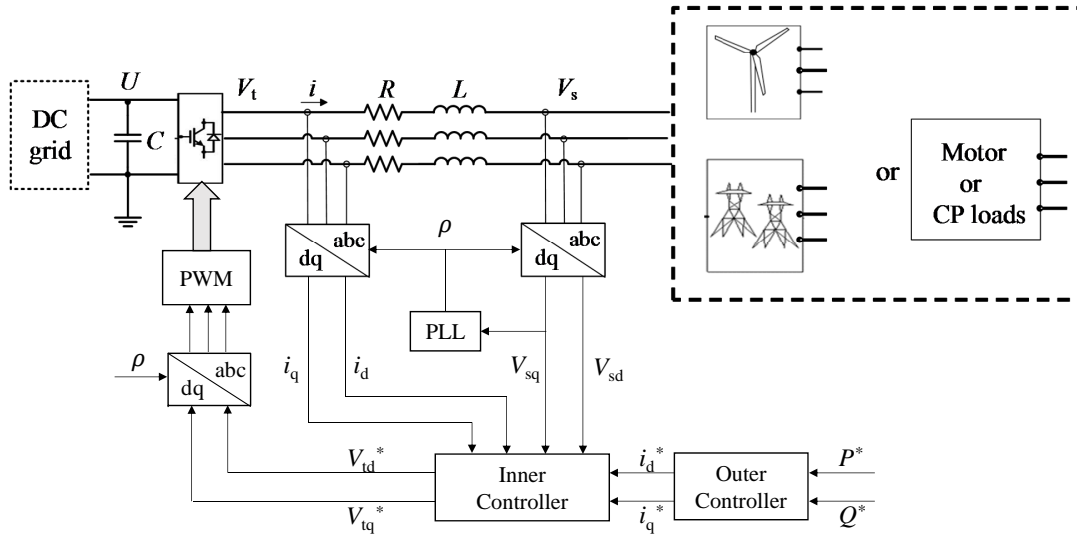 U
V_t
i
R
L
V_s
DC
grid
C
or
Motor
or
CP loads
abc
dq
ρ
abc
dq
PWM
PLL
ρ
abc
dq
i_q
i_d
V_sq
V_sd
V_td*
V_tq*
Inner
Controller
i_d*
i_q*
Outer
Controller
P*
Q*